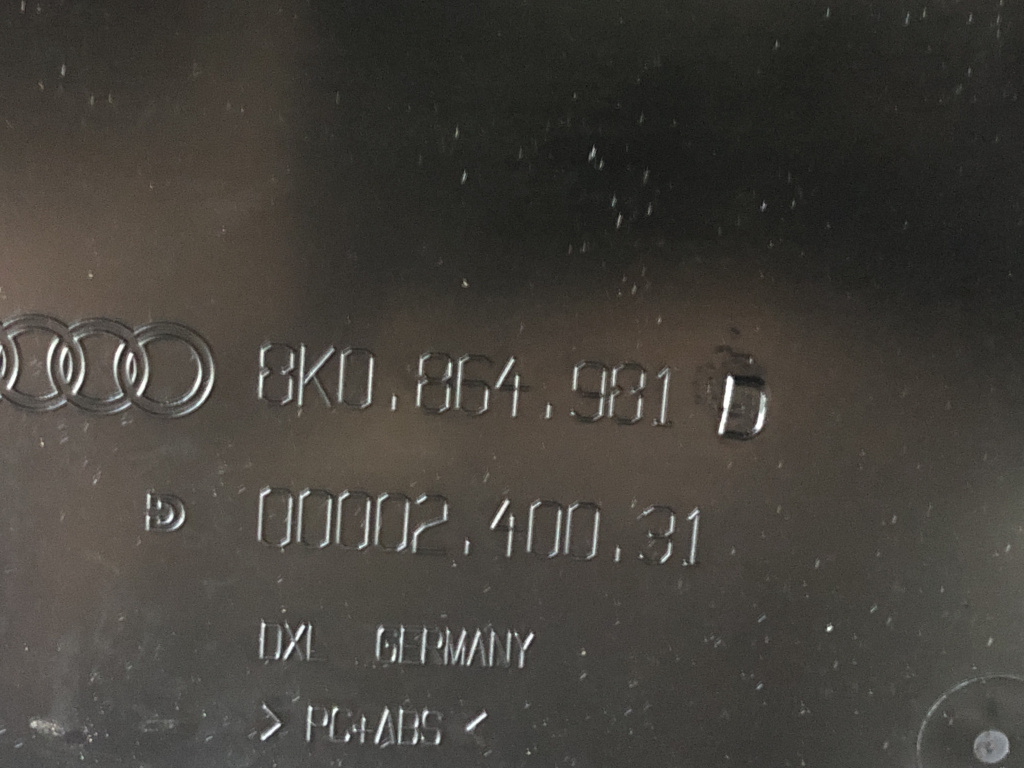 8K0.864.981 D
00002.400.31
DXL GERMANY
> PC+ABS <